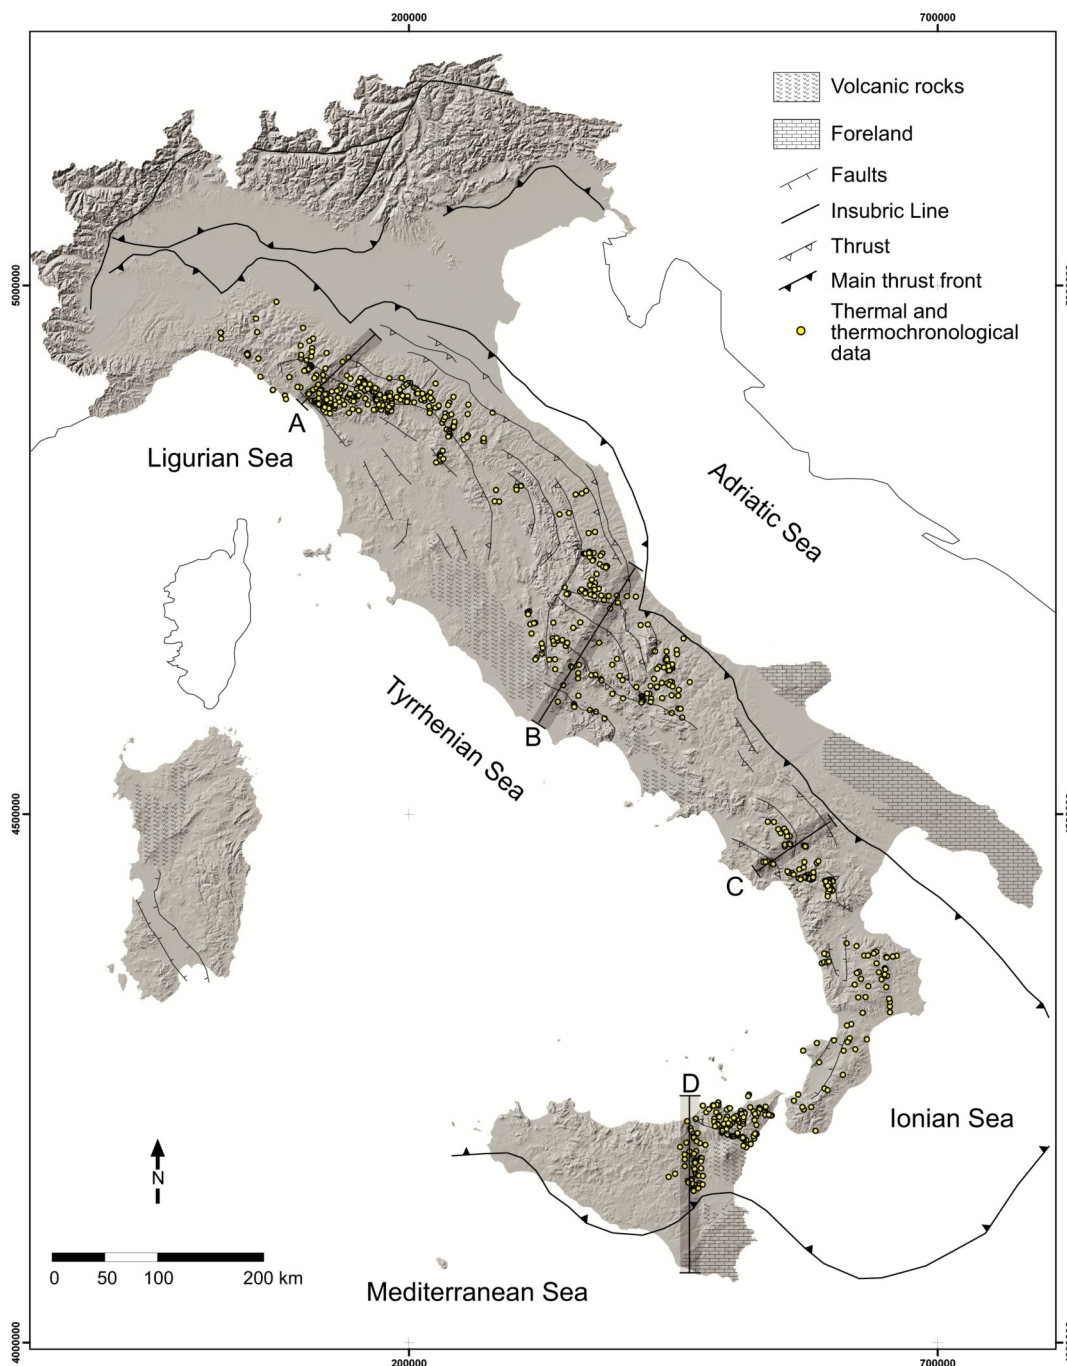 200000
700000
Volcanic rocks
Foreland
Faults
Insubric Line
Thrust
Main thrust front
Thermal and
thermochronological
data
5000000
A
Ligurian Sea
Adriatic Sea
Tyrrhenian Sea
B
4500000
C
D
Ionian Sea
N
0 50 100 200 km
Mediterranean Sea
4000000
200000
700000